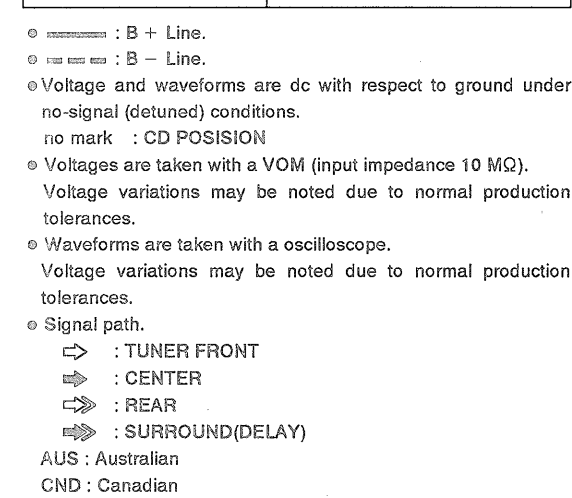 : B + Line.
: B − Line.
Voltage and waveforms are dc with respect to ground under
no-signal (detuned) conditions.
no mark : CD POSISION
Voltages are taken with a VOM (input impedance 10 MΩ).
Voltage variations may be noted due to normal production
tolerances.
Waveforms are taken with a oscilloscope.
Voltage variations may be noted due to normal production
tolerances.
Signal path.
: TUNER FRONT
: CENTER
: REAR
: SURROUND(DELAY)
AUS : Australian
CND : Canadian